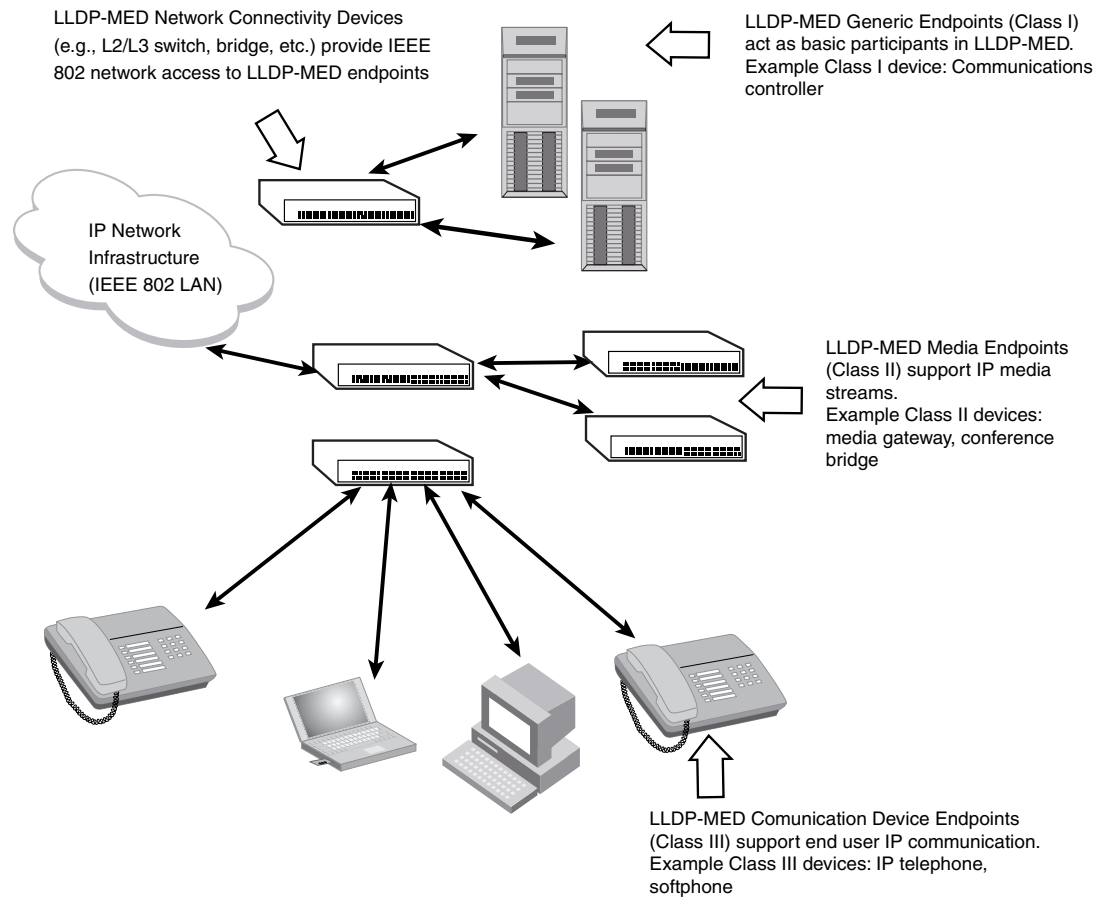 LLDP-MED Network Connectivity Devices
(e.g., L2/L3 switch, bridge, etc.) provide IEEE
802 network access to LLDP-MED endpoints
LLDP-MED Generic Endpoints (Class I)
act as basic participants in LLDP-MED.
Example Class I device: Communications
controller
IP Network
Infrastructure
(IEEE 802 LAN)
LLDP-MED Media Endpoints
(Class II) support IP media
streams.
Example Class II devices:
media gateway, conference
bridge
LLDP-MED Comunication Device Endpoints
(Class III) support end user IP communication.
Example Class III devices: IP telephone,
softphone